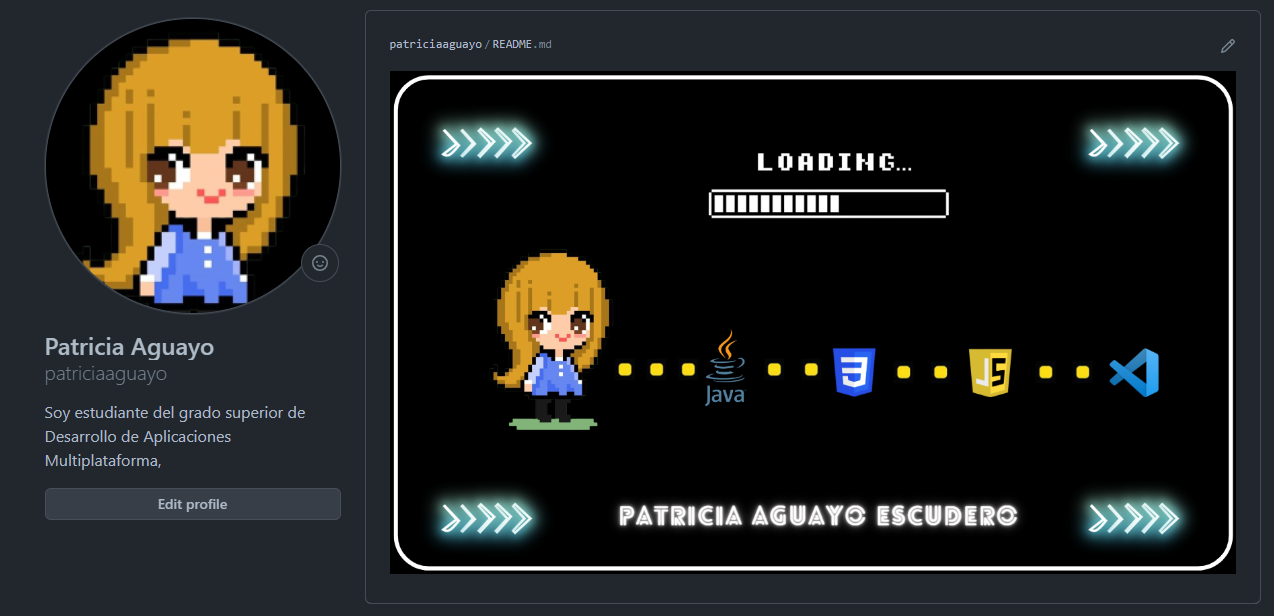 Patricia Aguayo
patriciaaguayo
Soy estudiante del grado superior de
Desarrollo de Aplicaciones
Multiplataforma,
Edit profile
patriciaaguayo/README.md
LOADING...
Java
3
JS
PATRICIA AGUAYO ESCUDERO